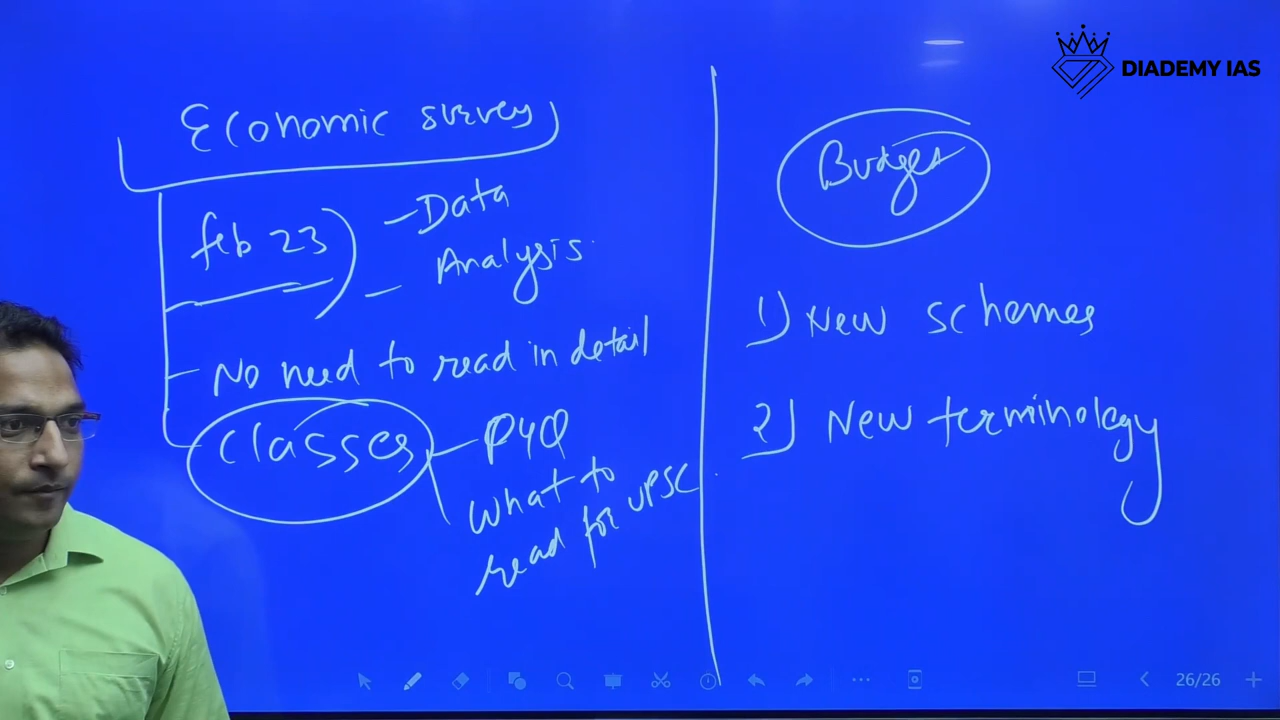 DIADEMY IAS
Economic survey
feb 23
- Data
- Analysis
- No need to read in detail
classes
- PYQ
What to
read for UPSC
Budget
1) New schemes
2) New terminology
26/26